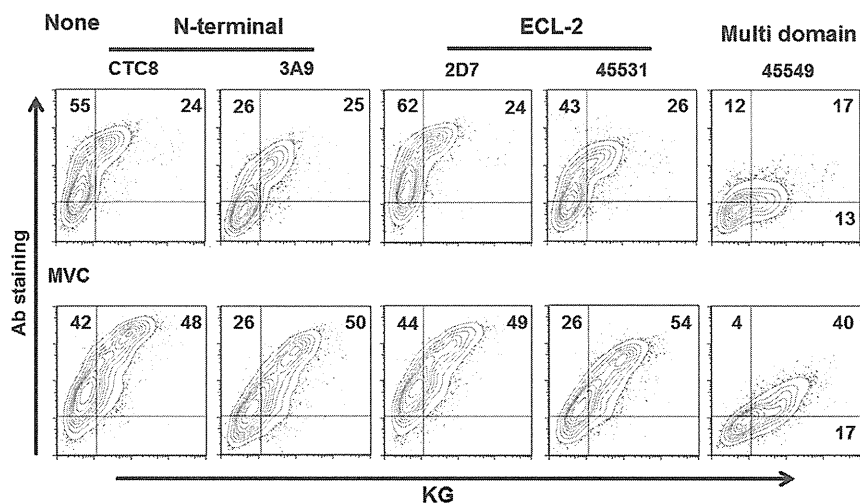 None N-terminal ECL-2 Multi domain
CTC8 3A9 2D7 45531 45549
55 24 26 25 62 24 43 26 12 17
13
MVC
42 48 26 50 44 49 26 54 4 40
17
Ab staining
KG